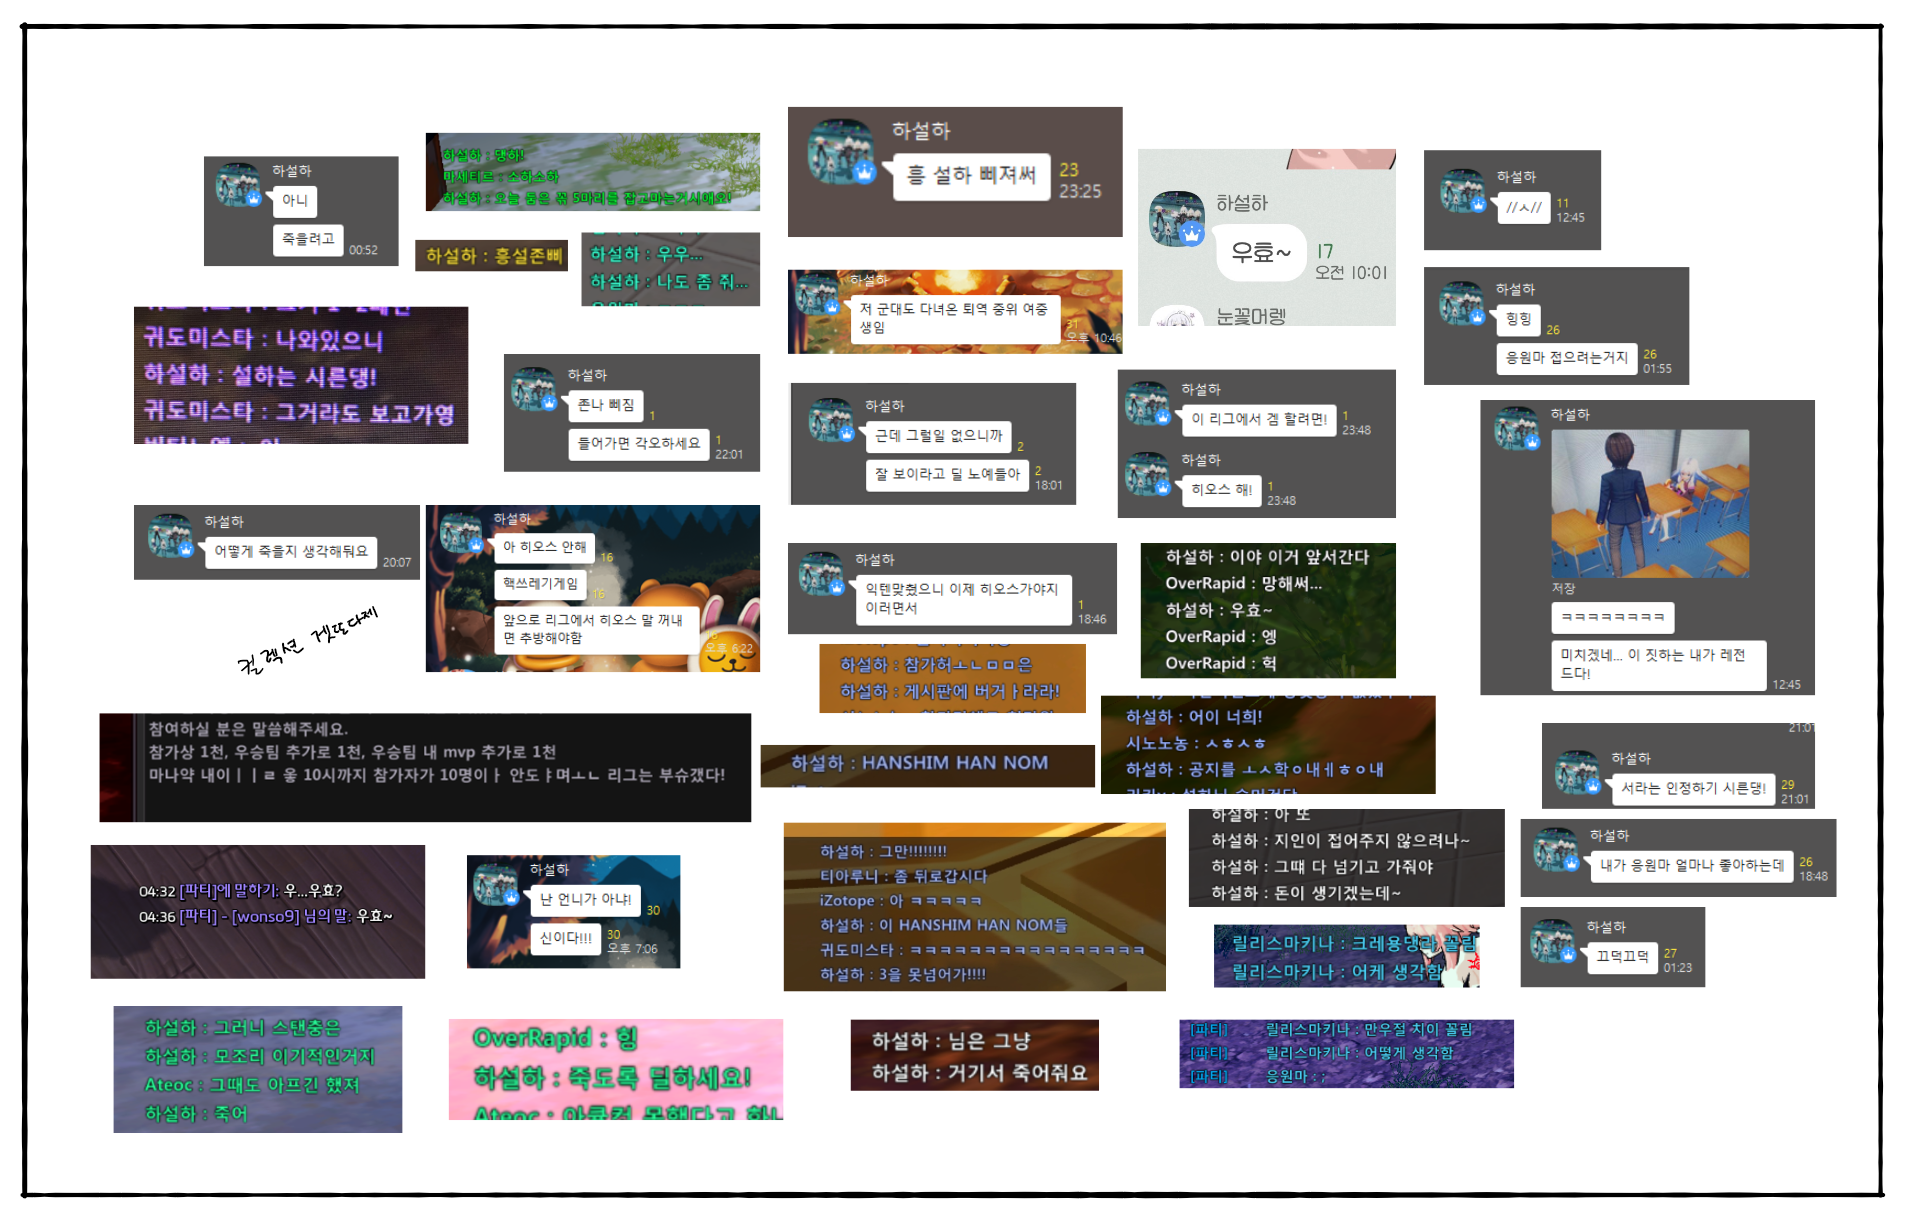 하설하
아니
죽을려고
00:52
하설하 : 댕하!
마세티르 : 소하소하
하설하 : 오늘 둠은 꼭 5마리를 잡고마는거시애요!
하설하 : 흥설존삐
하설하 : 우우...
하설하 : 나도 좀 줘...
하설하
흥 설하 삐져써
23
23:25
하설하
우효~
17
오전 10:01
눈꽃머렝
하설하
//ㅅ//
11
12:45
하설하
힝힝
26
응원마 접으려는거지
26
01:55
귀도미스타 : 나와있으니
하설하 : 설하는 시른댕!
귀도미스타 : 그거라도 보고가영
하설하
존나 삐짐
1
들어가면 각오하세요
1
22:01
하설하
저 군대도 다녀온 퇴역 중위 여중
생임
31
오후 10:46
하설하
근데 그럴일 없으니까
2
잘 보이라고 딜 노예들아
2
18:01
하설하
이 리그에서 겜 할려면!
1
23:48
하설하
히오스 해!
1
23:48
하설하
저장
ㅋㅋㅋㅋㅋㅋㅋㅋ
미치겠네... 이 짓하는 내가 레전
드다!
12:45
하설하
어떻게 죽을지 생각해둬요
20:07
하설하
아 히오스 안해
16
핵쓰레기게임
16
앞으로 리그에서 히오스 말 꺼내
면 추방해야함
오후 6:22
컬렉션 겟또다제
하설하
익텐맞췄으니 이제 히오스가야지
이러면서
1
18:46
하설하 : 이야 이거 앞서간다
OverRapid : 망해써...
하설하 : 우효~
OverRapid : 엥
OverRapid : 헉
하설하 : 참가허ㅗㄴㅁㅁ은
하설하 : 게시판에 버거ㅏ라라!
참여하실 분은 말씀해주세요.
참가상 1천, 우승팀 추가로 1천, 우승팀 내 mvp 추가로 1천
마나약 내이ㅣㅣㄹ 옿 10시까지 참가자가 10명이ㅏ 안도ㅑ며ㅗㄴ 리그는 부슈갰다!
하설하 : HANSHIM HAN NOM
하설하 : 어이 너희!
시노노농 : ㅅㅎㅅㅎ
하설하 : 공지를 ㅗㅅ학ㅇ내ㅔㅎㅇ내
21:01
하설하
서라는 인정하기 시른댕!
29
21:01
하설하
내가 응원마 얼마나 좋아하는데
26
18:48
하설하
끄덕끄덕
27
01:23
04:32 [파티]에 말하기: 우...우효?
04:36 [파티] - [wonso9] 님의 말: 우효~
하설하
난 언니가 아냐!
30
신이다!!!
30
오후 7:06
하설하 : 그만!!!!!!!!
티아루니 : 좀 뒤로갑시다
iZotope : 아 ㅋㅋㅋㅋㅋ
하설하 : 이 HANSHIM HAN NOM들
귀도미스타 : ㅋㅋㅋㅋㅋㅋㅋㅋㅋㅋㅋㅋㅋㅋㅋㅋ
하설하 : 3을 못넘어가!!!!
하설하 : 아 또
하설하 : 지인이 접어주지 않으려나~
하설하 : 그떄 다 넘기고 가줘야
하설하 : 돈이 생기겠는데~
릴리스마키나 : 크레용댕라 꼴림
릴리스마키나 : 어케 생각함
하설하 : 그러니 스탠충은
하설하 : 모조리 이기적인거지
Ateoc : 그때도 아프긴 했져
하설하 : 죽어
OverRapid : 힝
하설하 : 죽도록 딜하세요!
하설하 : 님은 그냥
하설하 : 거기서 죽어줘요
[파티] 릴리스마키나 : 만우절 치이 꼴림
[파티] 릴리스마키나 : 어떻게 생각함
[파티] 응원마 : ;